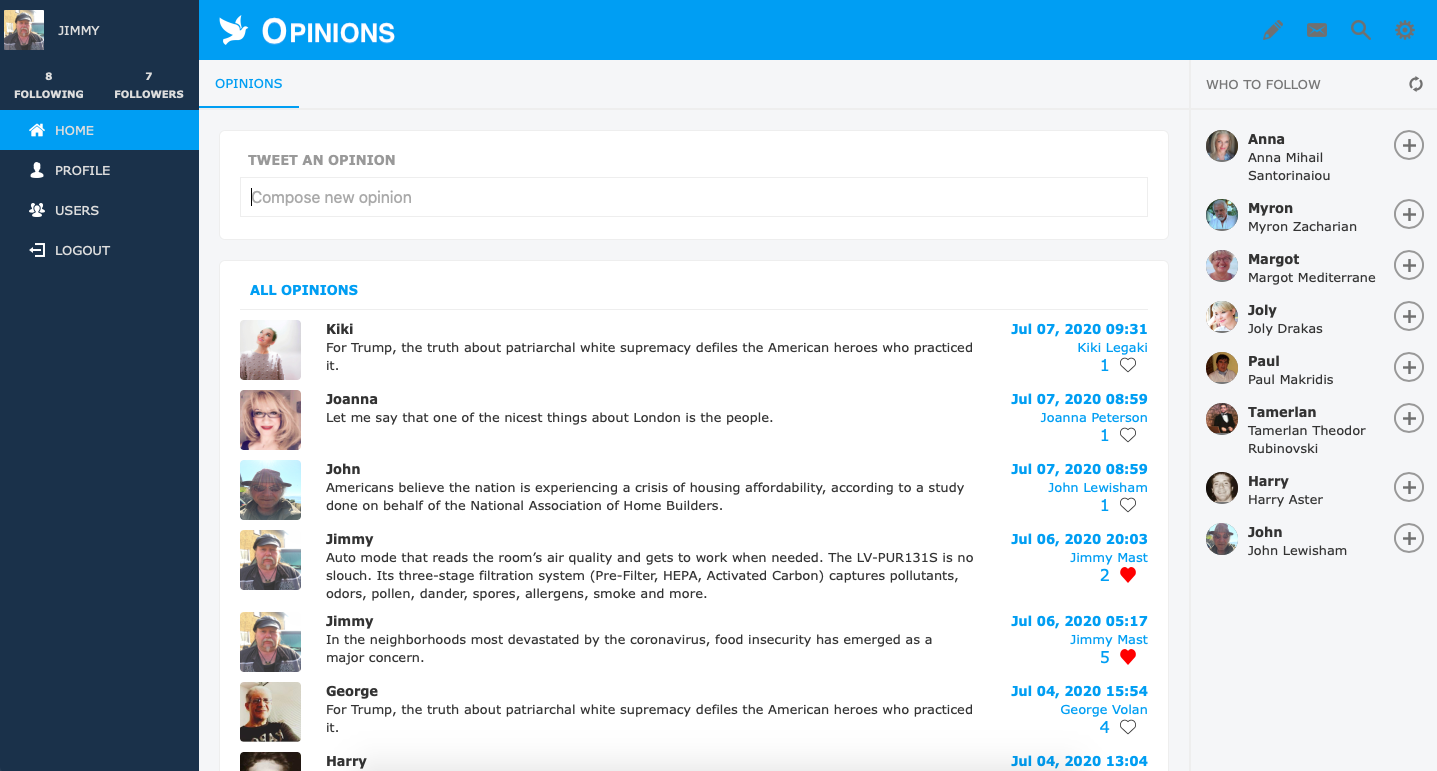 JIMMY
8
FOLLOWING
7
FOLLOWERS
HOME
PROFILE
USERS
LOGOUT
OPINIONS
OPINIONS
TWEET AN OPINION
Compose new opinion
ALL OPINIONS
Kiki
For Trump, the truth about patriarchal white supremacy defiles the American heroes who practiced
it.
Jul 07, 2020 09:31
Kiki Legaki
1
Joanna
Let me say that one of the nicest things about London is the people.
Jul 07, 2020 08:59
Joanna Peterson
1
John
Americans believe the nation is experiencing a crisis of housing affordability, according to a study
done on behalf of the National Association of Home Builders.
Jul 07, 2020 08:59
John Lewisham
1
Jimmy
Auto mode that reads the room’s air quality and gets to work when needed. The LV-PUR131S is no
slouch. Its three-stage filtration system (Pre-Filter, HEPA, Activated Carbon) captures pollutants,
odors, pollen, dander, spores, allergens, smoke and more.
Jul 06, 2020 20:03
Jimmy Mast
2
Jimmy
In the neighborhoods most devastated by the coronavirus, food insecurity has emerged as a
major concern.
Jul 06, 2020 05:17
Jimmy Mast
5
George
For Trump, the truth about patriarchal white supremacy defiles the American heroes who practiced
it.
Jul 04, 2020 15:54
George Volan
4
Harry
Jul 04, 2020 13:04
WHO TO FOLLOW
Anna
Anna Mihail
Santorinaiou
Myron
Myron Zacharian
Margot
Margot Mediterrane
Joly
Joly Drakas
Paul
Paul Makridis
Tamerlan
Tamerlan Theodor
Rubinovski
Harry
Harry Aster
John
John Lewisham